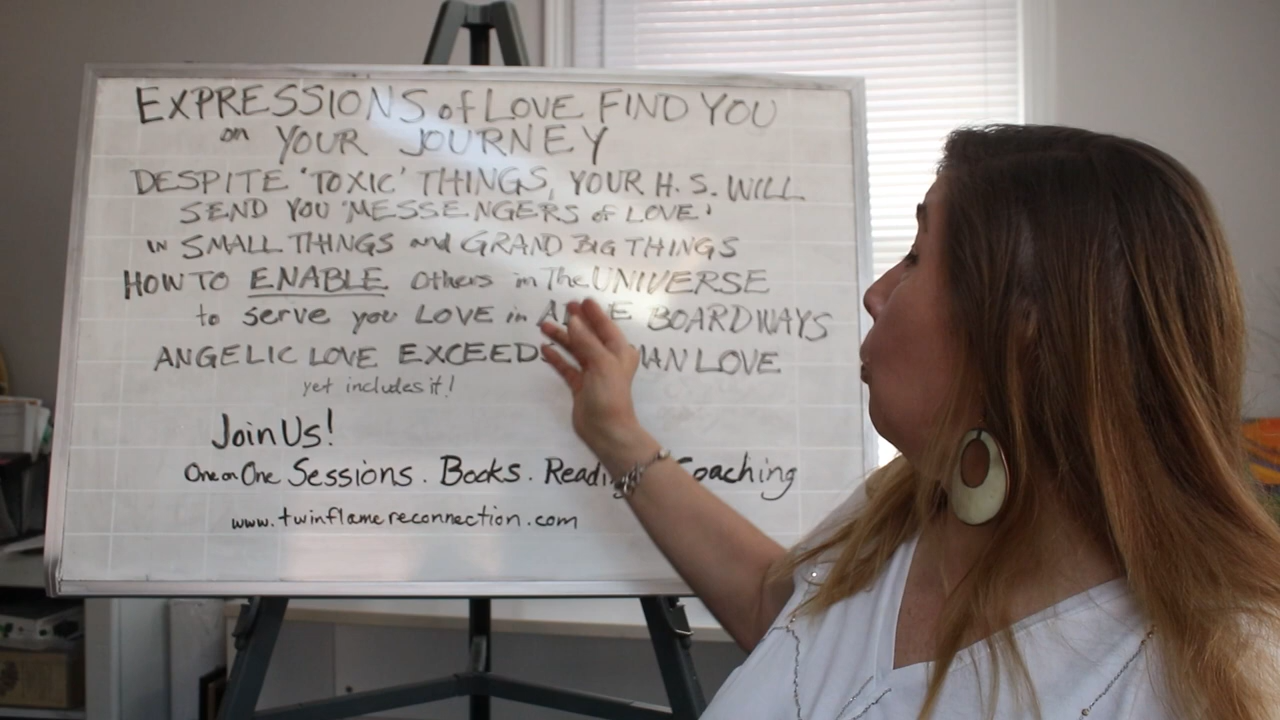 EXPRESSIONS of LOVE FIND YOU
on YOUR JOURNEY
DESPITE 'TOXIC' THINGS, YOUR H.S. WILL
SEND YOU 'MESSENGERS of LOVE'
IN SMALL THINGS and GRAND BIG THINGS
HOW TO ENABLE others in The UNIVERSE
to serve you LOVE in BOARDWAYS
ANGELIC LOVE LOVE
yet includes it!
Join Us!
One on One Sessions. Books.
www.twinflamereconnection.com